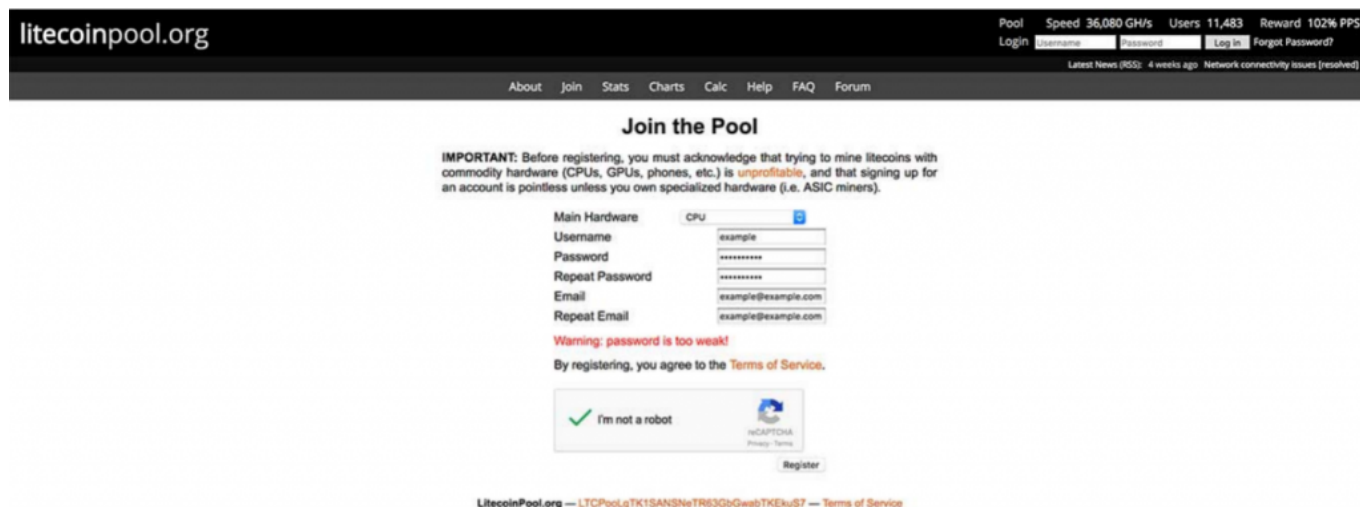 litecoinpool.org
Pool Speed 36,080 GH/s Users 11,483 Reward 102% PPS
Login Username Password Log in Forgot Password?
Latest News (RSS): 4 weeks ago Network connectivity issues [resolved]
About Join Stats Charts Calc Help FAQ Forum
Join the Pool
IMPORTANT: Before registering, you must acknowledge that trying to mine litecoins with
commodity hardware (CPUs, GPUs, phones, etc.) is unprofitable, and that signing up for
an account is pointless unless you own specialized hardware (i.e. ASIC miners).
Main Hardware CPU
Username example
Password ••••••••••
Repeat Password ••••••••••
Email example@example.com
Repeat Email example@example.com
Warning: password is too weak!
By registering, you agree to the Terms of Service.
I'm not a robot
reCAPTCHA
Privacy - Terms
Register
LitecoinPool.org — — Terms of Service